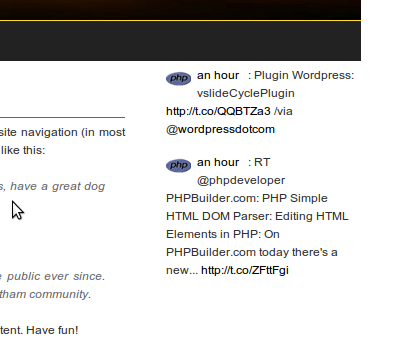 site navigation (in most
like this:
s, have a great dog
public ever since.
tham community.
tent. Have fun!
php an hour : Plugin Wordpress:
vslideCyclePlugin
http://t.co/QQBTZa3 /via
@wordpressdotcom
php an hour : RT
@phpdeveloper
PHPBuilder.com: PHP Simple
HTML DOM Parser: Editing HTML
Elements in PHP: On
PHPBuilder.com today there's a
new... http://t.co/ZFttFgi